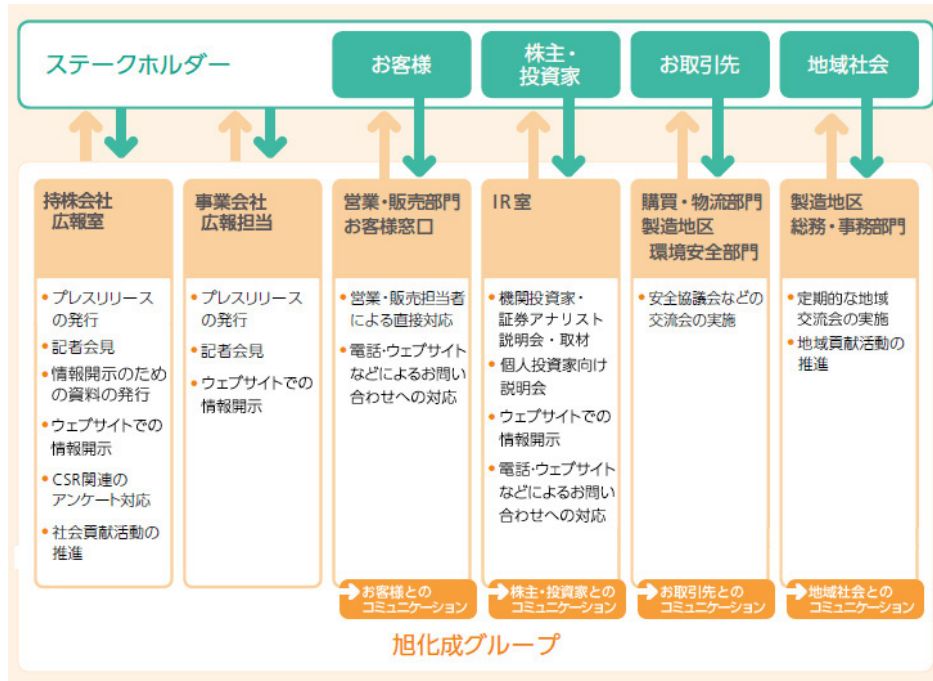 ステークホルダー
お客様
株主・
投資家
お取引先
地域社会
持株会社
広報室
・プレスリリース
の発行
・記者会見
・情報開示のため
の資料の発行
・ウェブサイトでの
情報開示
・CSR関連の
アンケート対応
・社会貢献活動の
推進
事業会社
広報担当
・プレスリリース
の発行
・記者会見
・ウェブサイトでの
情報開示
営業・販売部門
お客様窓口
・営業・販売担当者
による直接対応
・電話・ウェブサイト
などによるお問い
合わせへの対応
お客様との
コミュニケーション
IR室
・機関投資家・
証券アナリスト
説明会・取材
・個人投資家向け
説明会
・ウェブサイトでの
情報開示
・電話・ウェブサイト
などによるお問い
合わせへの対応
株主・投資家との
コミュニケーション
購買・物流部門
製造地区
環境安全部門
・安全協議会などの
交流会の実施
お取引先との
コミュニケーション
製造地区
総務・事務部門
・定期的な地域
交流会の実施
・地域貢献活動の
推進
地域社会との
コミュニケーション
旭化成グループ